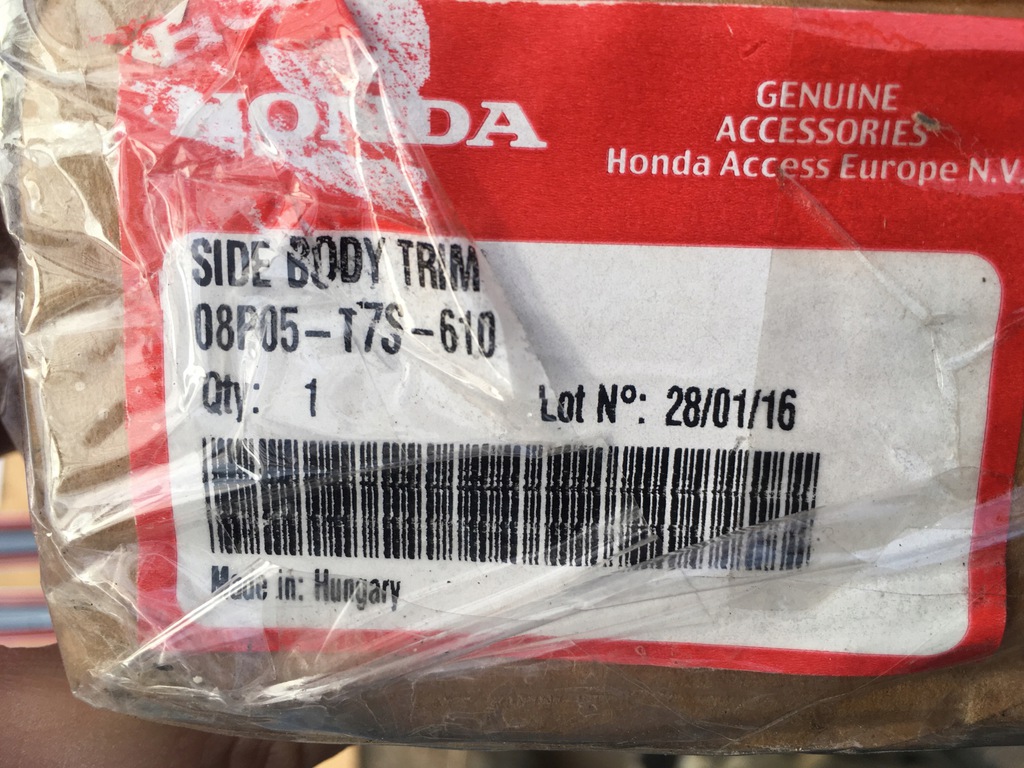 HONDA
GENUINE
ACCESSORIES
Honda Access Europe N.V.
SIDE BODY TRIM
08P05-T7S-610
Qty: 1 Lot Nº: 28/01/16
Made in: Hungary